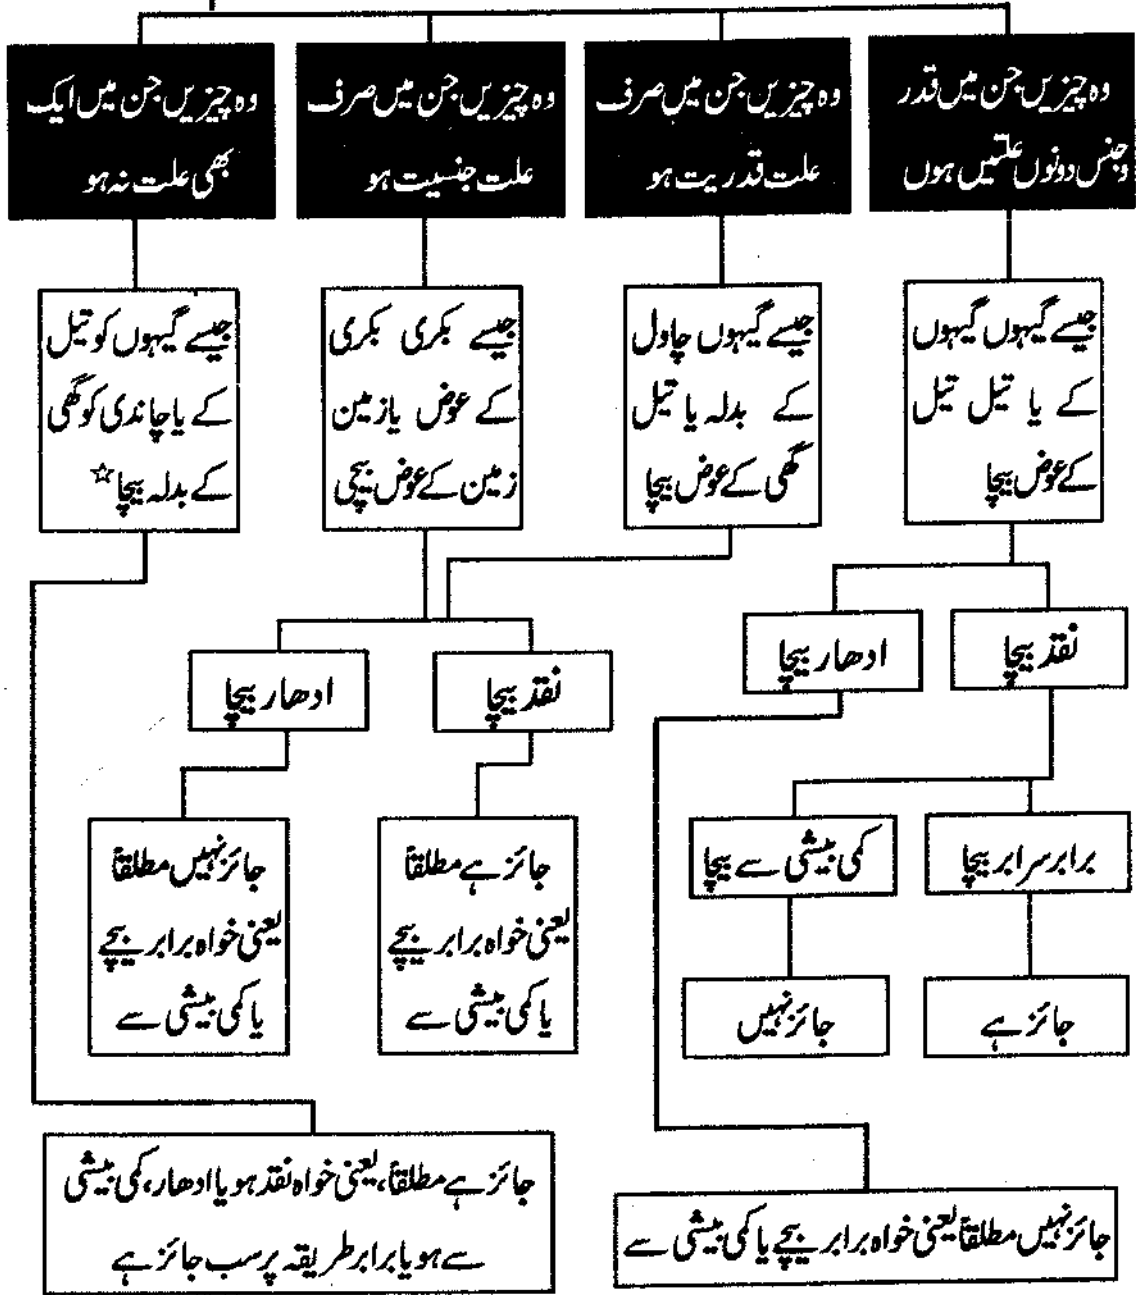 وہ چیزیں جن میں قدر
وجنس دونوں علتیں ہوں
وہ چیزیں جن میں صرف
علت قدریت ہو
وہ چیزیں جن میں صرف
علت جنسیت ہو
وہ چیزیں جن میں ایک
بھی علت نہ ہو
جیسے گیہوں گیہوں
کے یا تیل تیل
کے عوض بیچا
جیسے گیہوں چاول
کے بدلہ یا تیل
گھی کے عوض بیچا
جیسے بکری بکری
کے عوض یا زمین
زمین کے عوض بیچی
جیسے گیہوں کو تیل
کے یا چاندی کو گھی
کے بدلہ بیچا☆
نقد بیچا
ادھار بیچا
نقد بیچا
ادھار بیچا
برابر سرابر بیچا
کمی بیشی سے بیچا
جائز ہے
جائز نہیں
جائز ہے مطلقاً
یعنی خواہ برابر بیچے
یا کمی بیشی سے
جائز نہیں مطلقاً
یعنی خواہ برابر بیچے
یا کمی بیشی سے
جائز نہیں مطلقاً یعنی خواہ برابر بیچے یا کمی بیشی سے
جائز ہے مطلقاً، یعنی خواہ نقد ہو یا ادھار، کمی بیشی
سے ہو یا برابر طریقہ پر سب جائز ہے